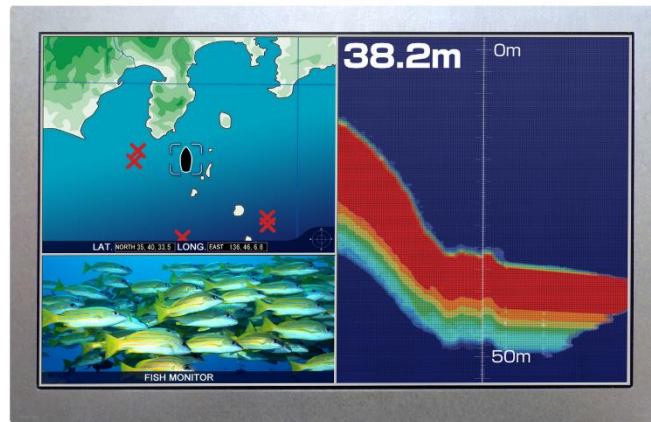 38.2m
0m
LAT. NORTH 35, 40, 33.5 LONG. EAST 136, 46, 6.8
FISH MONITOR
50m